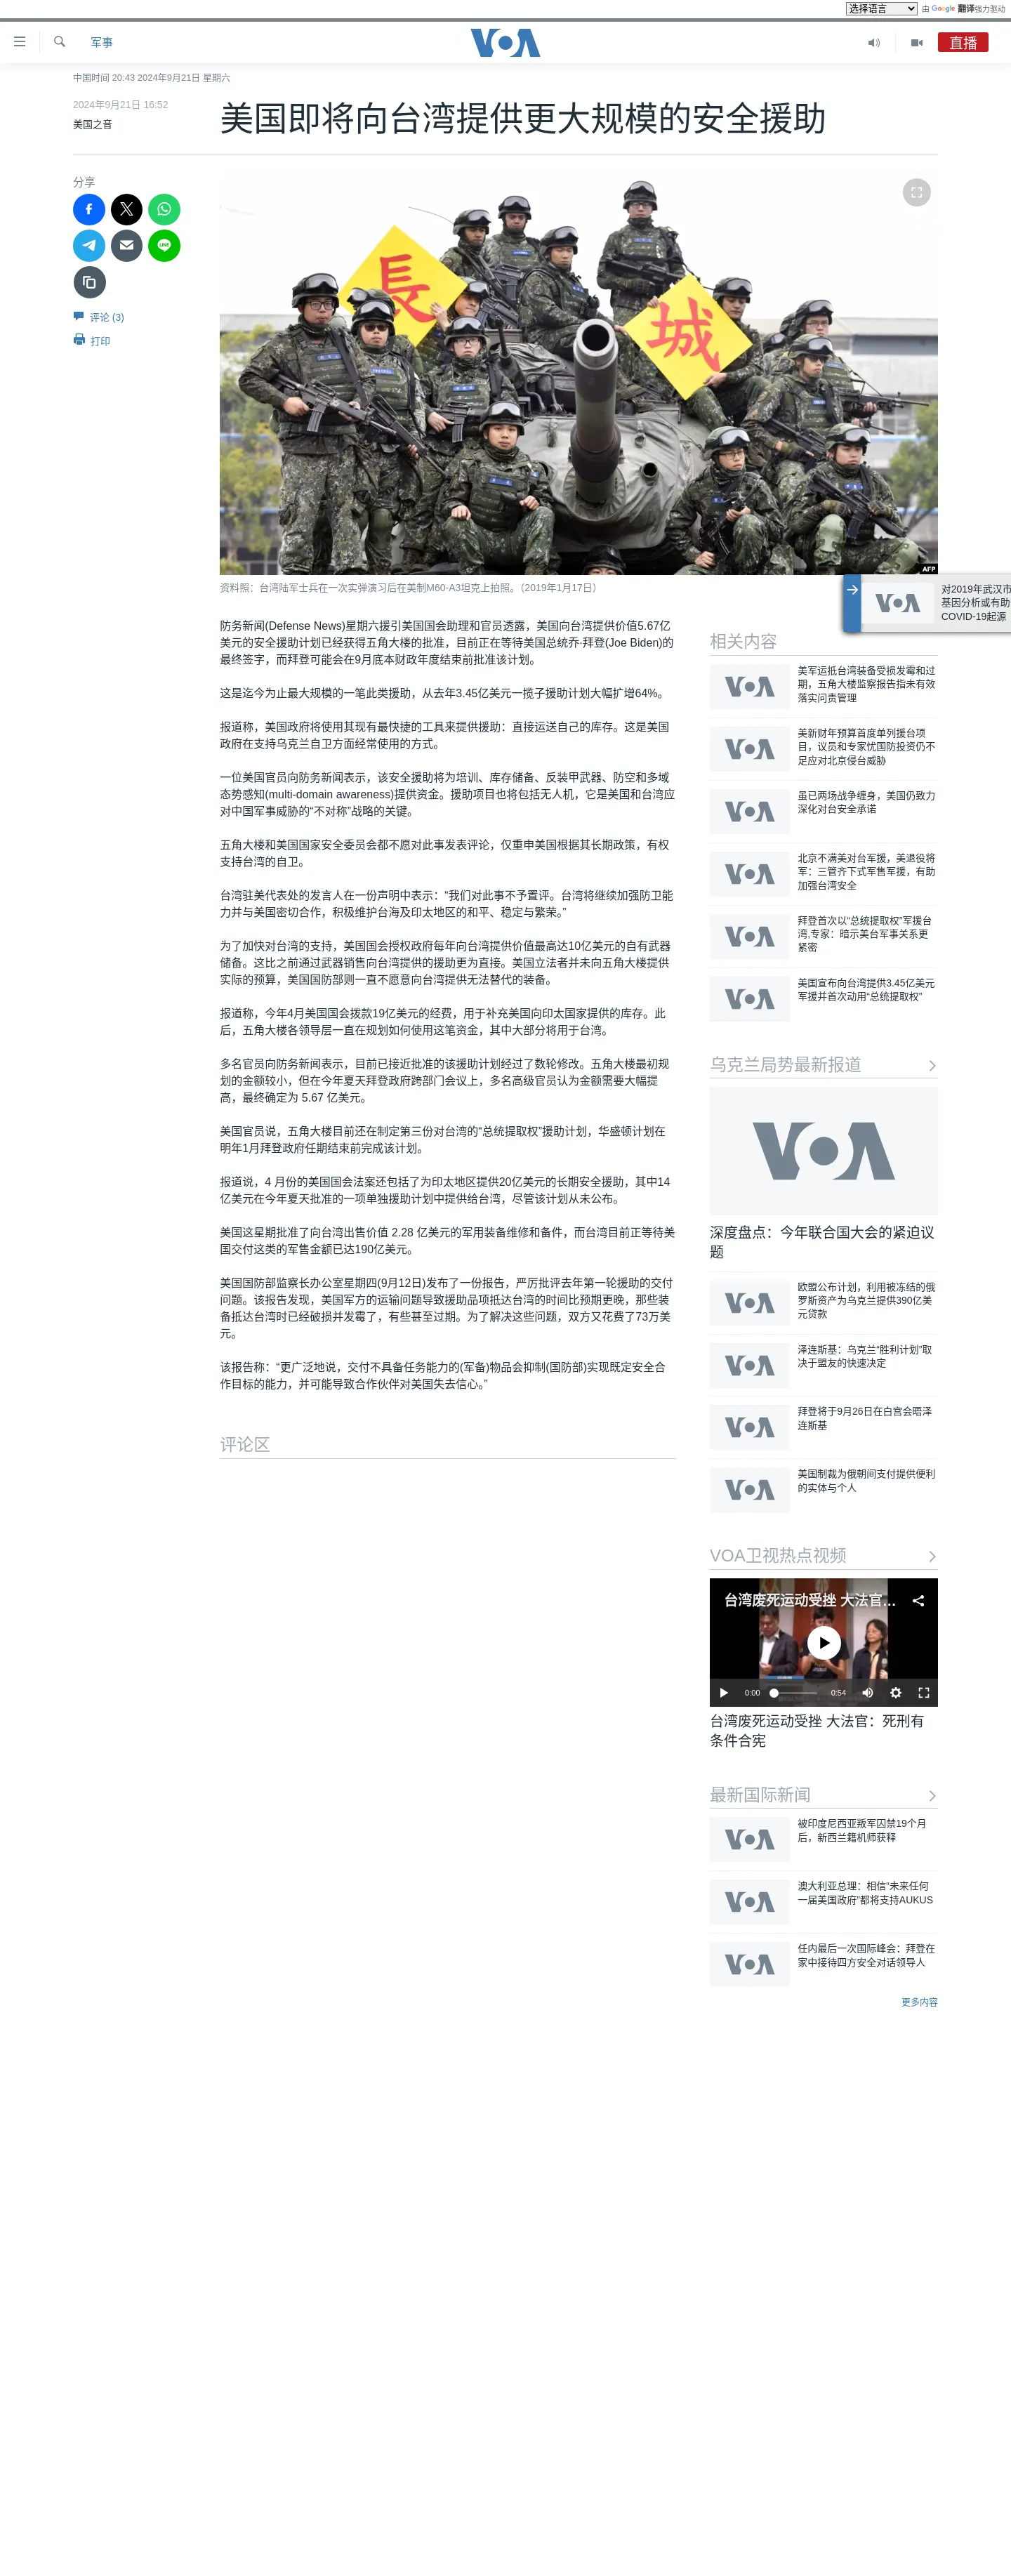 选择语言 由 Google 翻译强力驱动
军事
VOA
直播
中国时间 20:43 2024年9月21日 星期六
2024年9月21日 16:52
美国之音
美国即将向台湾提供更大规模的安全援助
分享
评论 (3)
打印
長
城
AFP
资料照：台湾陆军士兵在一次实弹演习后在美制M60-A3坦克上拍照。（2019年1月17日）
对2019年武汉市
基因分析或有助
COVID-19起源
防务新闻(Defense News)星期六援引美国国会助理和官员透露，美国向台湾提供价值5.67亿
美元的安全援助计划已经获得五角大楼的批准，目前正在等待美国总统乔·拜登(Joe Biden)的
最终签字，而拜登可能会在9月底本财政年度结束前批准该计划。
这是迄今为止最大规模的一笔此类援助，从去年3.45亿美元一揽子援助计划大幅扩增64%。
报道称，美国政府将使用其现有最快捷的工具来提供援助：直接运送自己的库存。这是美国
政府在支持乌克兰自卫方面经常使用的方式。
一位美国官员向防务新闻表示，该安全援助将为培训、库存储备、反装甲武器、防空和多域
态势感知(multi-domain awareness)提供资金。援助项目也将包括无人机，它是美国和台湾应
对中国军事威胁的“不对称”战略的关键。
五角大楼和美国国家安全委员会都不愿对此事发表评论，仅重申美国根据其长期政策，有权
支持台湾的自卫。
台湾驻美代表处的发言人在一份声明中表示：“我们对此事不予置评。台湾将继续加强防卫能
力并与美国密切合作，积极维护台海及印太地区的和平、稳定与繁荣。”
为了加快对台湾的支持，美国国会授权政府每年向台湾提供价值最高达10亿美元的自有武器
储备。这比之前通过武器销售向台湾提供的援助更为直接。美国立法者并未向五角大楼提供
实际的预算，美国国防部则一直不愿意向台湾提供无法替代的装备。
报道称，今年4月美国国会拨款19亿美元的经费，用于补充美国向印太国家提供的库存。此
后，五角大楼各领导层一直在规划如何使用这笔资金，其中大部分将用于台湾。
多名官员向防务新闻表示，目前已接近批准的该援助计划经过了数轮修改。五角大楼最初规
划的金额较小，但在今年夏天拜登政府跨部门会议上，多名高级官员认为金额需要大幅提
高，最终确定为 5.67 亿美元。
美国官员说，五角大楼目前还在制定第三份对台湾的“总统提取权”援助计划，华盛顿计划在
明年1月拜登政府任期结束前完成该计划。
报道说，4 月份的美国国会法案还包括了为印太地区提供20亿美元的长期安全援助，其中14
亿美元在今年夏天批准的一项单独援助计划中提供给台湾，尽管该计划从未公布。
美国这星期批准了向台湾出售价值 2.28 亿美元的军用装备维修和备件，而台湾目前正等待美
国交付这类的军售金额已达190亿美元。
美国国防部监察长办公室星期四(9月12日)发布了一份报告，严厉批评去年第一轮援助的交付
问题。该报告发现，美国军方的运输问题导致援助品项抵达台湾的时间比预期更晚，那些装
备抵达台湾时已经破损并发霉了，有些甚至过期。为了解决这些问题，双方又花费了73万美
元。
该报告称：“更广泛地说，交付不具备任务能力的(军备)物品会抑制(国防部)实现既定安全合
作目标的能力，并可能导致合作伙伴对美国失去信心。”
评论区
相关内容
美军运抵台湾装备受损发霉和过
期，五角大楼监察报告指未有效
落实问责管理
美新财年预算首度单列援台项
目，议员和专家忧国防投资仍不
足应对北京侵台威胁
虽已两场战争缠身，美国仍致力
深化对台安全承诺
北京不满美对台军援，美退役将
军：三管齐下式军售军援，有助
加强台湾安全
拜登首次以“总统提取权”军援台
湾,专家：暗示美台军事关系更
紧密
美国宣布向台湾提供3.45亿美元
军援并首次动用“总统提取权”
乌克兰局势最新报道
VOA
深度盘点：今年联合国大会的紧迫议
题
欧盟公布计划，利用被冻结的俄
罗斯资产为乌克兰提供390亿美
元贷款
泽连斯基：乌克兰“胜利计划”取
决于盟友的快速决定
拜登将于9月26日在白宫会晤泽
连斯基
美国制裁为俄朝间支付提供便利
的实体与个人
VOA卫视热点视频
台湾废死运动受挫 大法官...
0:00 0:54
台湾废死运动受挫 大法官：死刑有
条件合宪
最新国际新闻
被印度尼西亚叛军囚禁19个月
后，新西兰籍机师获释
澳大利亚总理：相信“未来任何
一届美国政府”都将支持AUKUS
任内最后一次国际峰会：拜登在
家中接待四方安全对话领导人
更多内容